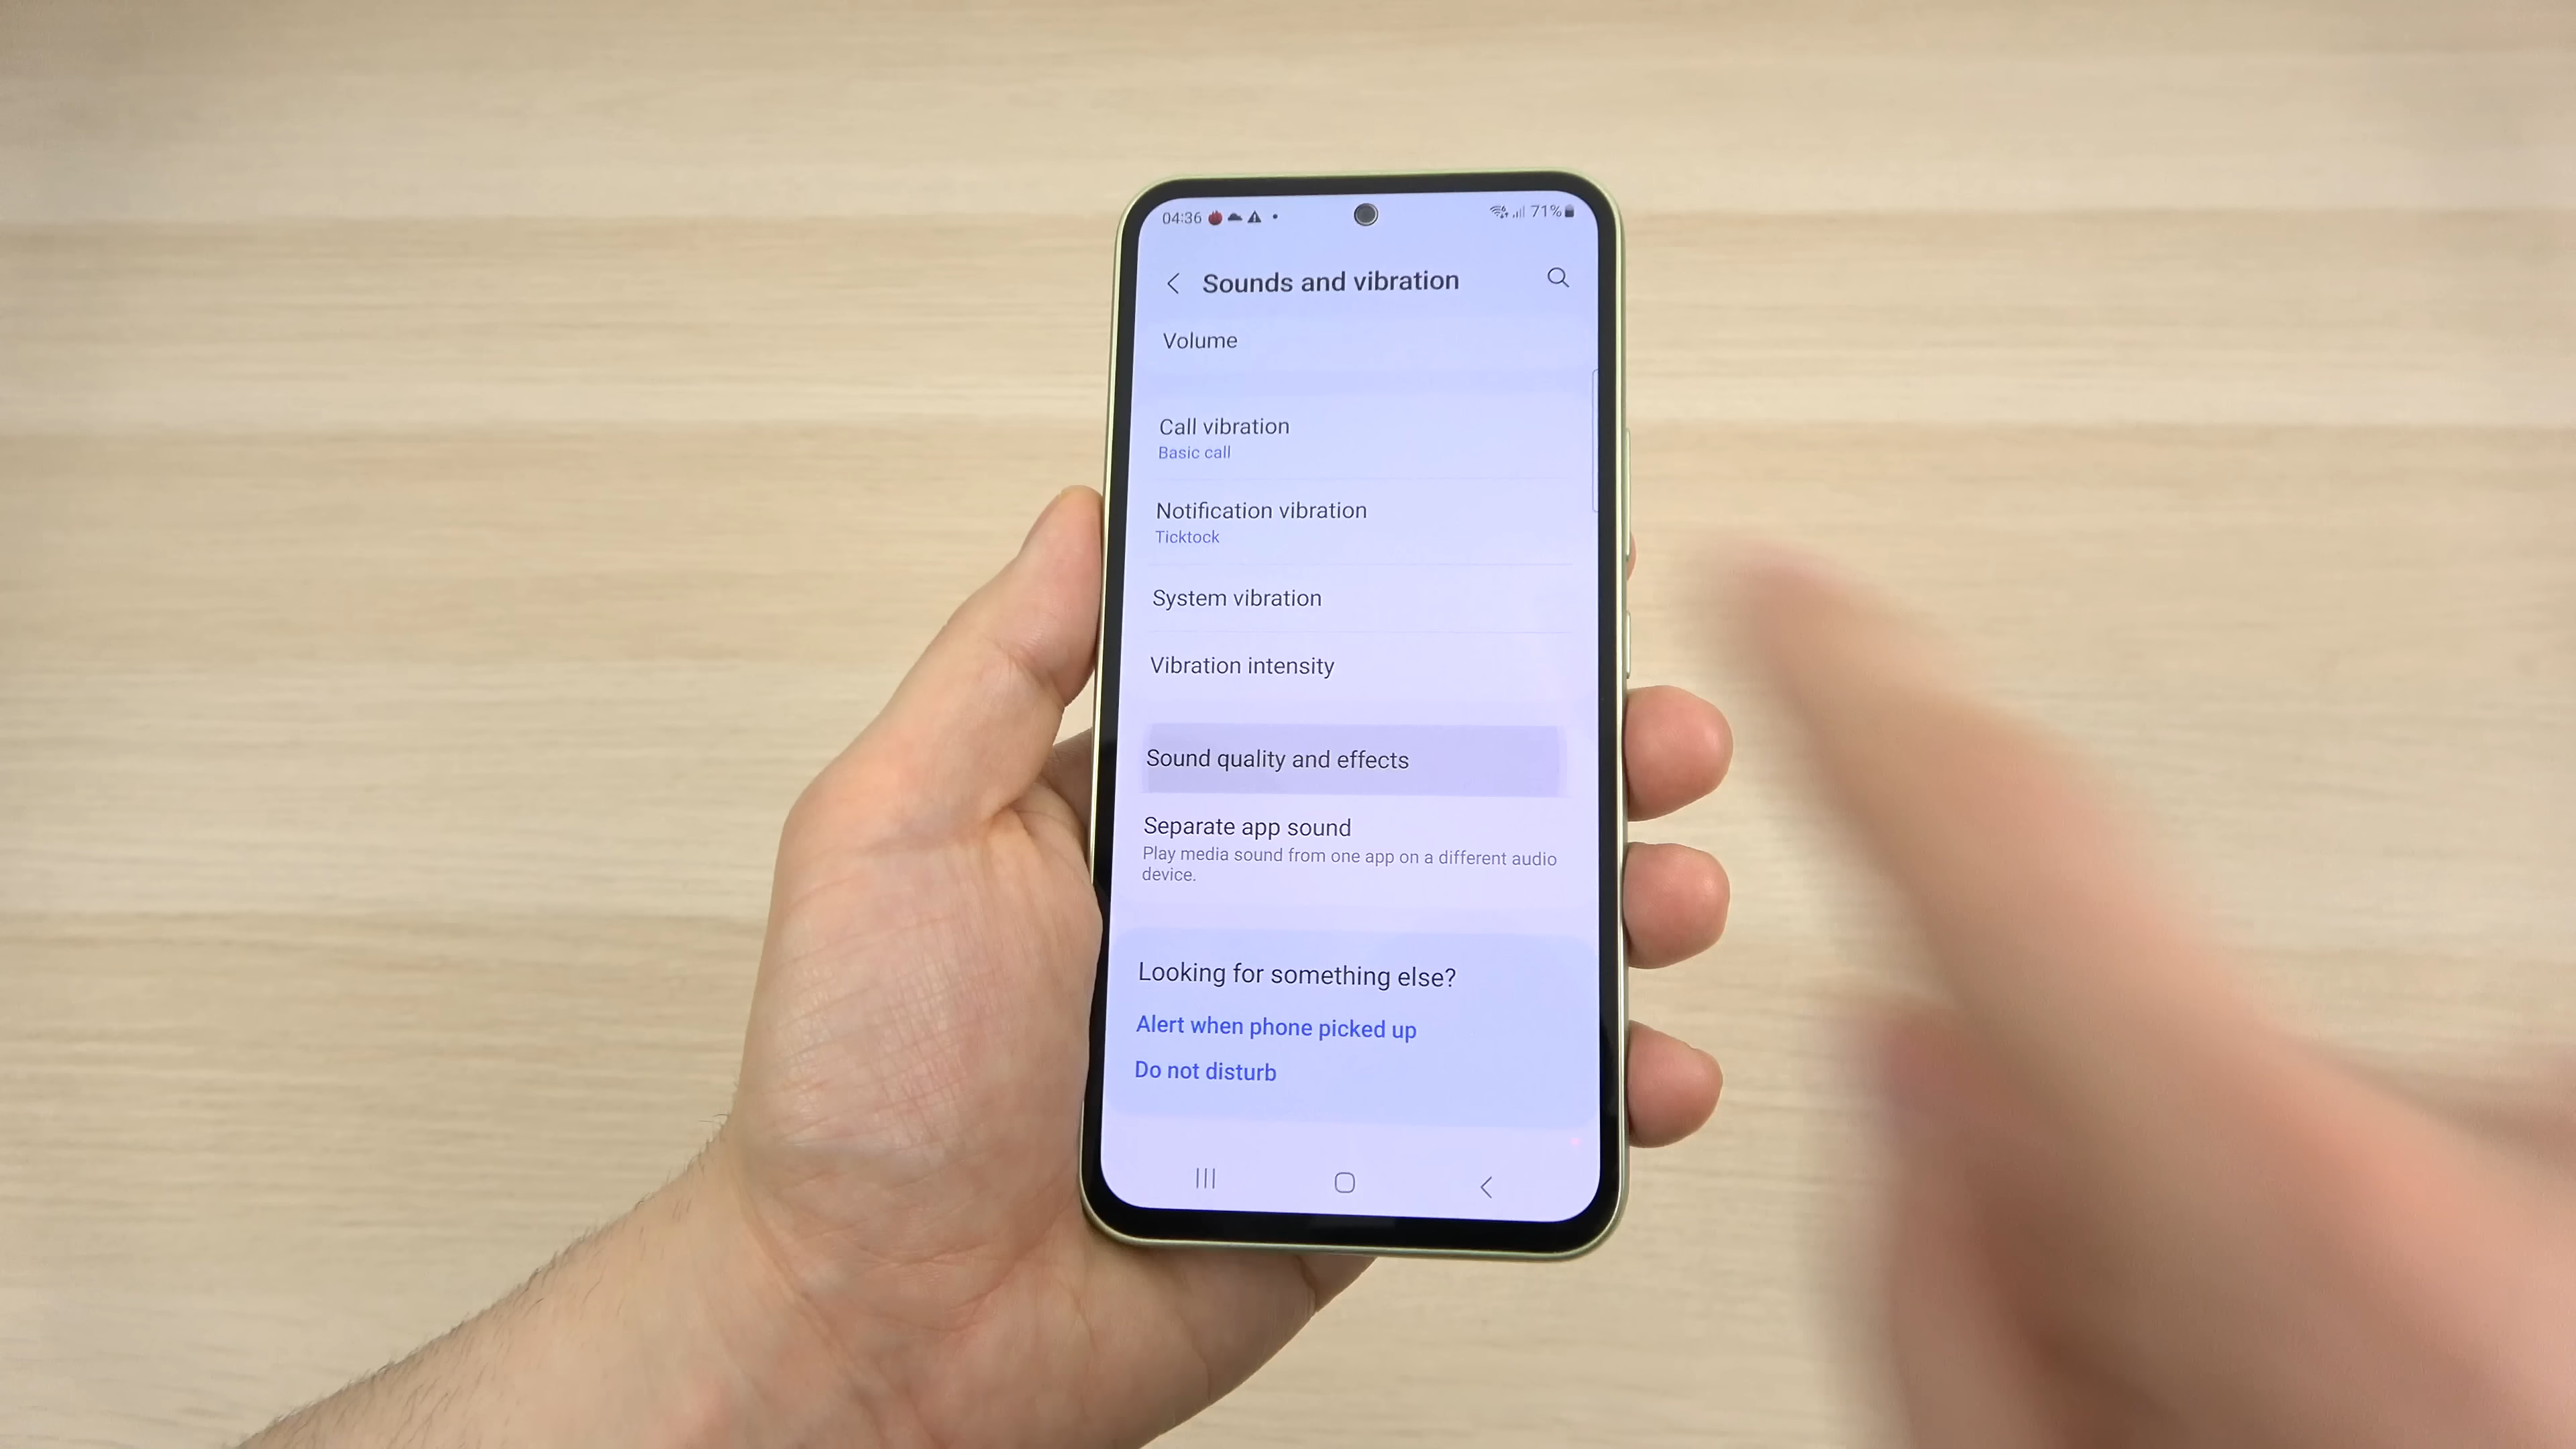 04:36
71%
Sounds and vibration
Volume
Call vibration
Basic call
Notification vibration
Ticktock
System vibration
Vibration intensity
Sound quality and effects
Separate app sound
Play media sound from one app on a different audio
device.
Looking for something else?
Alert when phone picked up
Do not disturb